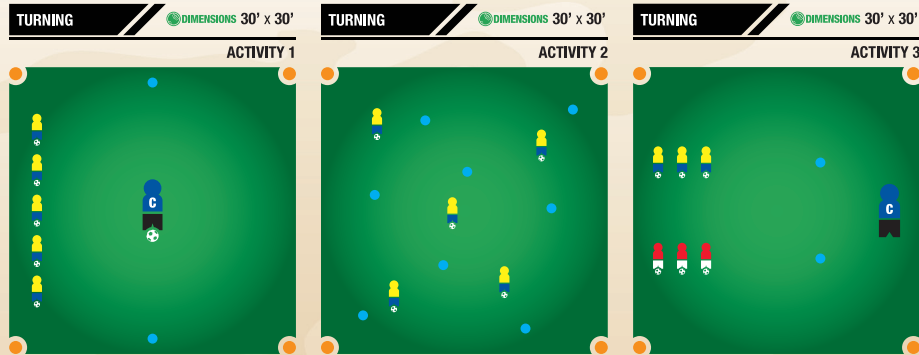 TURNING DIMENSIONS 30' x 30'
ACTIVITY 1
C
TURNING DIMENSIONS 30' x 30'
ACTIVITY 2
TURNING DIMENSIONS 30' x 30'
ACTIVITY 3
C